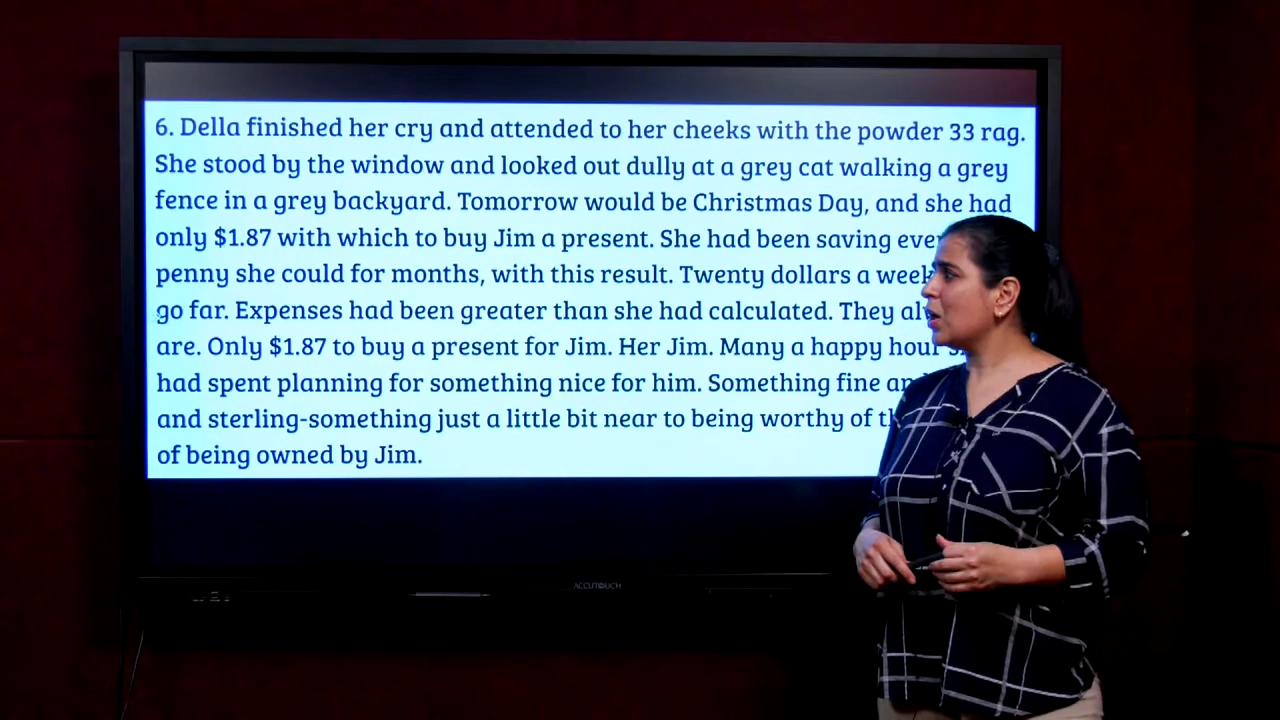 6. Della finished her cry and attended to her cheeks with the powder 33 rag.
She stood by the window and looked out dully at a grey cat walking a grey
fence in a grey backyard. Tomorrow would be Christmas Day, and she had
only $1.87 with which to buy Jim a present. She had been saving
penny she could for months, with this result. Twenty dollars a week
go far. Expenses had been greater than she had calculated. They
are. Only $1.87 to buy a present for Jim. Her Jim. Many a happy hour
had spent planning for something nice for him. Something fine
and sterling-something just a little bit near to being worthy of
of being owned by Jim.
ACCUTOUCH